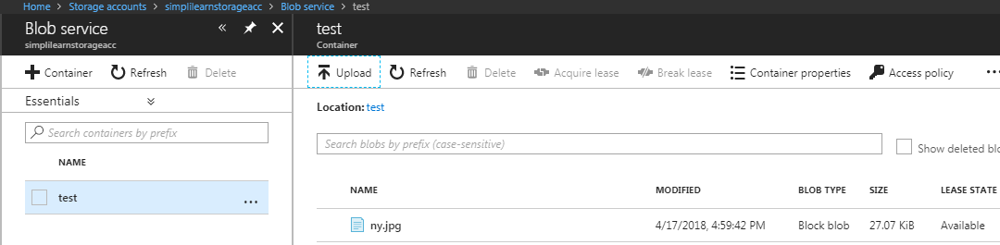 Home > Storage accounts > simplilearnstorageacc > Blob service > test
Blob service
simplilearnstorageacc
Container Refresh Delete
Essentials
Search containers by prefix
NAME
test ...
test
Container
Upload Refresh Delete Acquire lease Break lease Container properties Access policy ...
Location: test
Search blobs by prefix (case-sensitive)
Show deleted
NAME MODIFIED BLOB TYPE SIZE LEASE STATE
ny.jpg 4/17/2018, 4:59:42 PM Block blob 27.07 KiB Available